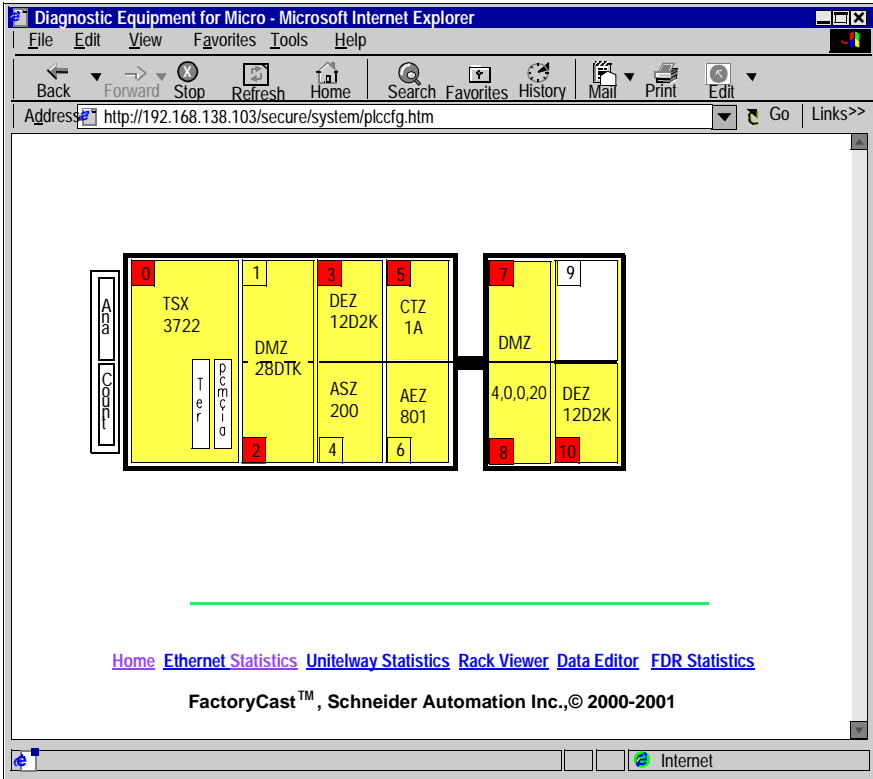 Diagnostic Equipment for Micro - Microsoft Internet Explorer
File Edit View Favorites Tools Help
Back Forward Stop Refresh Home Search Favorites History Mail Print Edit
Address http://192.168.138.103/secure/system/plccfg.htm Go Links>>
Ana
Count
0
TSX
3722
Ter
pcmcia
1
DMZ
28DTK
2
3
DEZ
12D2K
ASZ
200
4
5
CTZ
1A
AEZ
801
6
7
DMZ
4,0,0,20
8
9
DEZ
12D2K
10
Home Ethernet Statistics Unitelway Statistics Rack Viewer Data Editor FDR Statistics
FactoryCast™, Schneider Automation Inc.,© 2000-2001
Internet